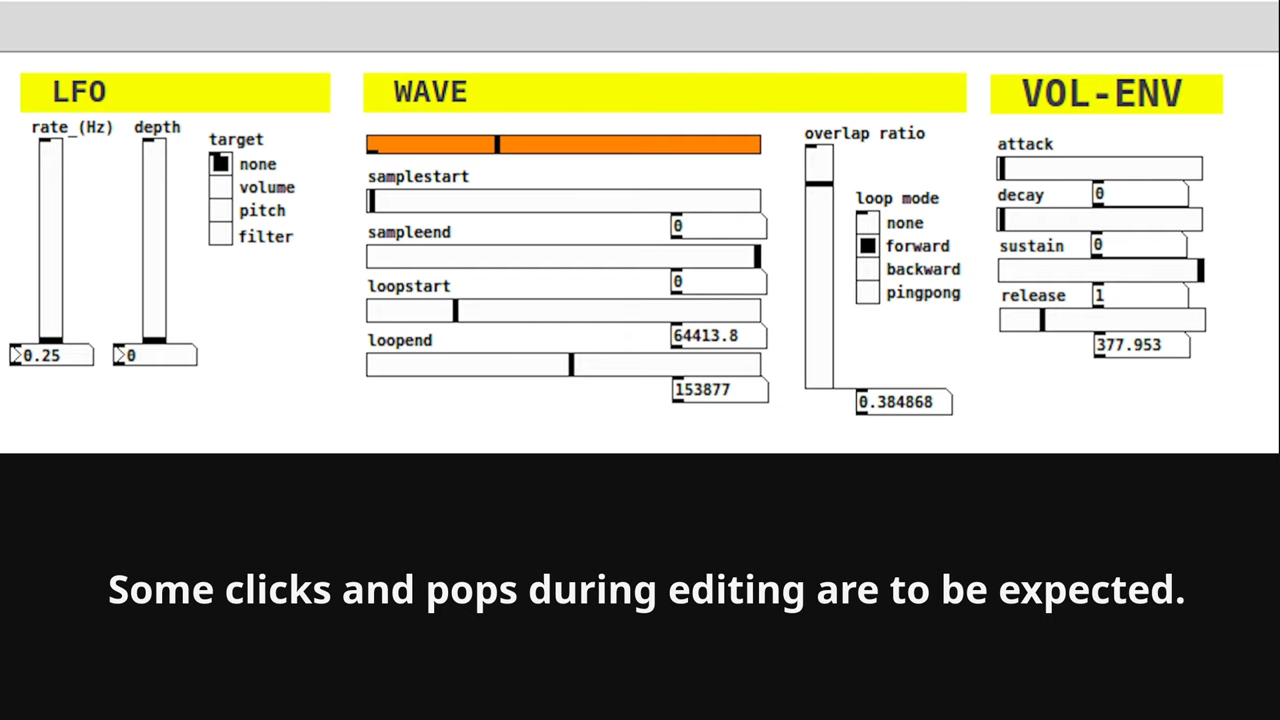 LFO
rate_(Hz) depth
target
none
volume
pitch
filter
0.25
0
WAVE
samplestart
0
sampleend
0
loopstart
64413.8
loopend
153877
overlap ratio
loop mode
none
forward
backward
pingpong
0.384868
VOL-ENV
attack
0
decay
0
sustain
1
release
377.953
Some clicks and pops during editing are to be expected.